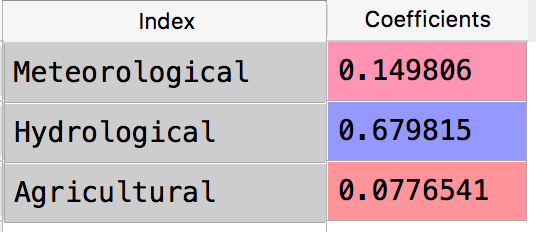 Index Coefficients
Meteorological 0.149806
Hydrological 0.679815
Agricultural 0.0776541